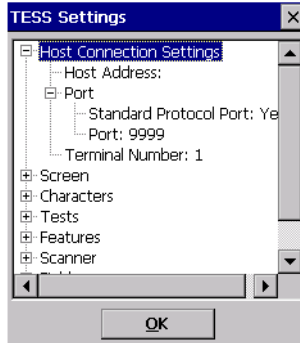 TESS Settings
Host Connection Settings
Host Address:
Port
Standard Protocol Port: Ye
Port: 9999
Terminal Number: 1
Screen
Characters
Tests
Features
Scanner
OK